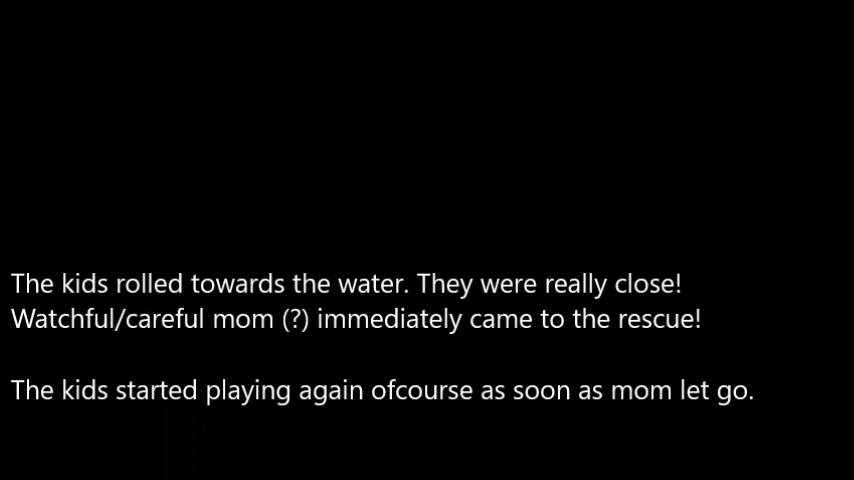 The kids rolled towards the water. They were really close!
Watchful/careful mom (?) immediately came to the rescue!
The kids started playing again ofcourse as soon as mom let go.